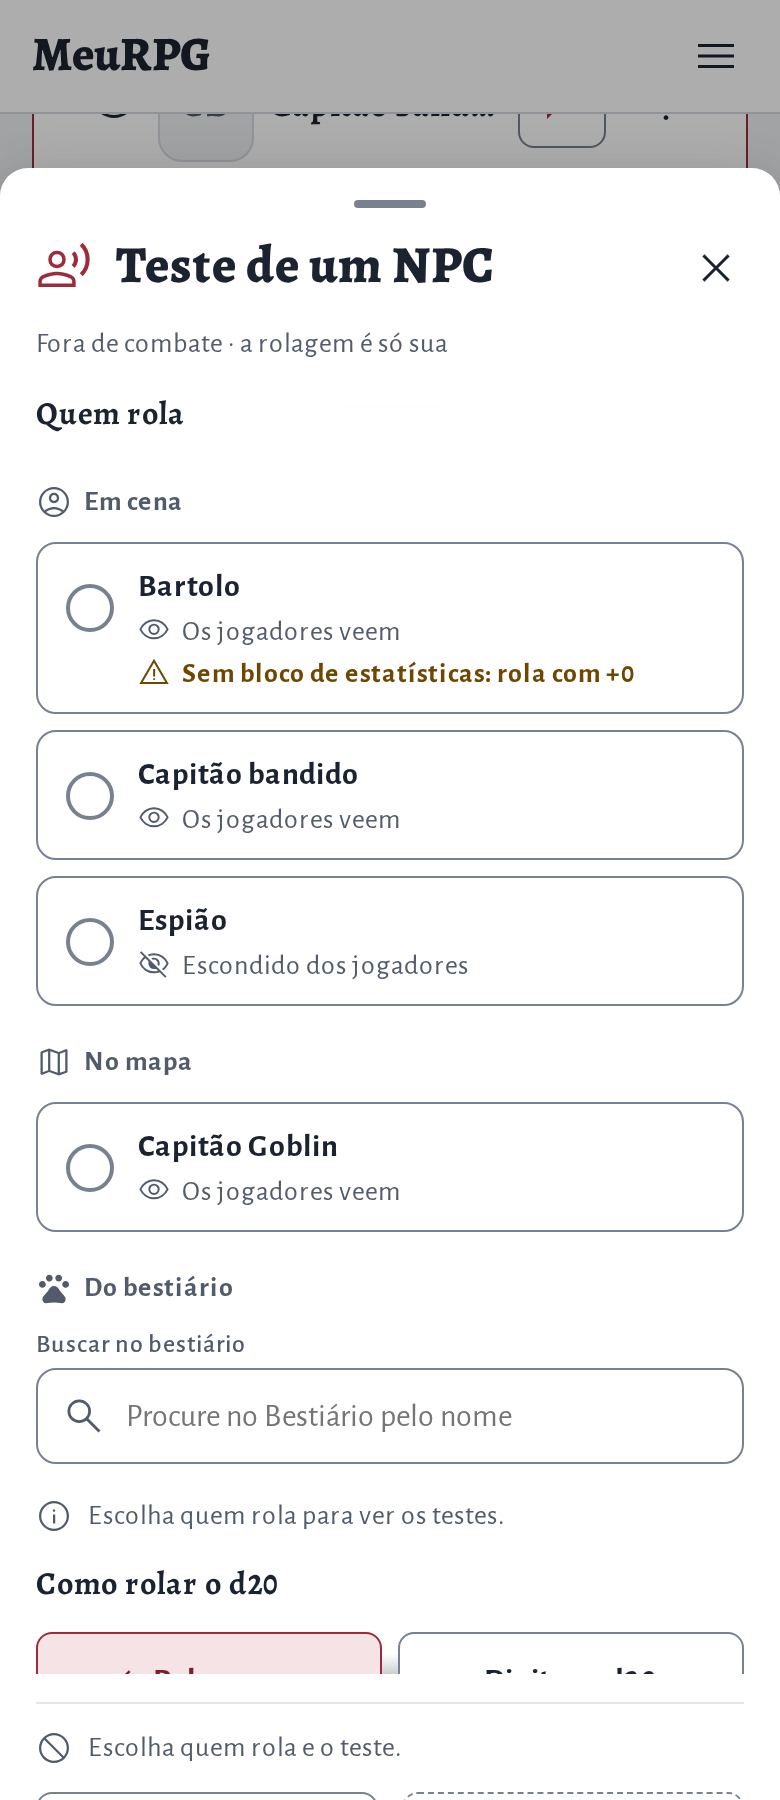 MeuRPG
Teste de um NPC
Fora de combate · a rolagem é só sua
Quem rola
Em cena
Bartolo
Os jogadores veem
Sem bloco de estatísticas: rola com +0
Capitão bandido
Os jogadores veem
Espião
Escondido dos jogadores
No mapa
Capitão Goblin
Os jogadores veem
Do bestiário
Buscar no bestiário
Procure no Bestiário pelo nome
Escolha quem rola para ver os testes.
Como rolar o d20
Escolha quem rola e o teste.